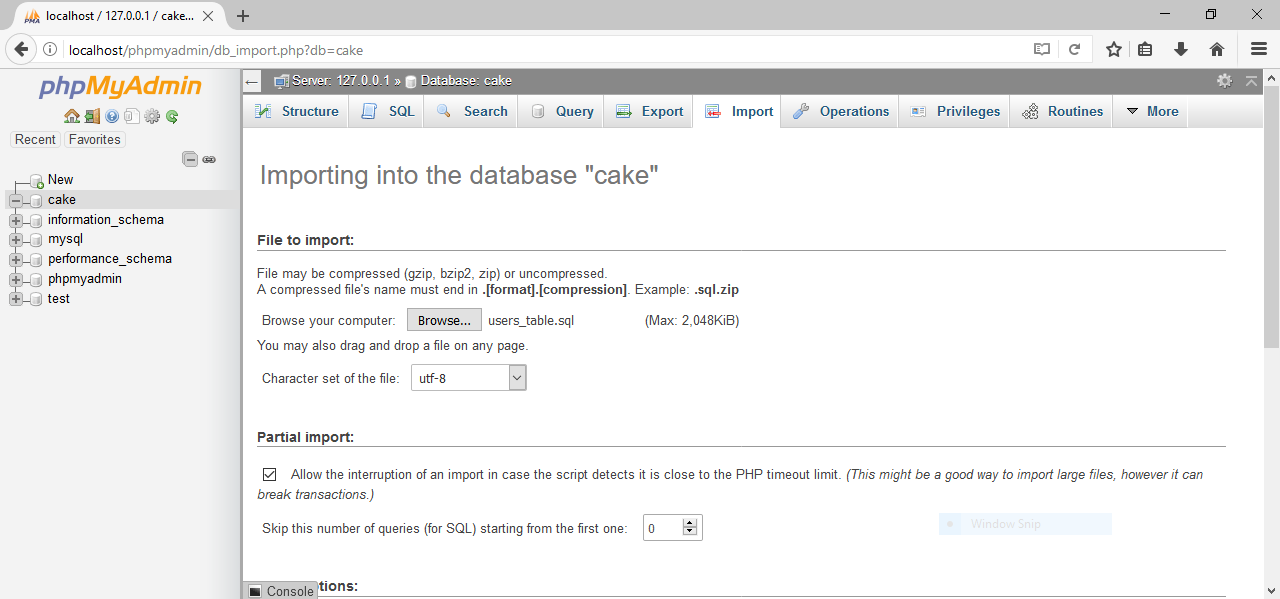 localhost / 127.0.0.1 / cake...
localhost/phpmyadmin/db_import.php?db=cake
phpMyAdmin
Recent Favorites
New
cake
information_schema
mysql
performance_schema
phpmyadmin
test
Server: 127.0.0.1 » Database: cake
Structure SQL Search Query Export Import Operations Privileges Routines More
Importing into the database "cake"
File to import:
File may be compressed (gzip, bzip2, zip) or uncompressed.
A compressed file's name must end in .[format].[compression]. Example: .sql.zip
Browse your computer: Browse... users_table.sql (Max: 2,048KiB)
You may also drag and drop a file on any page.
Character set of the file: utf-8
Partial import:
Allow the interruption of an import in case the script detects it is close to the PHP timeout limit. (This might be a good way to import large files, however it can
break transactions.)
Skip this number of queries (for SQL) starting from the first one: 0
Window Snip
Console tions: